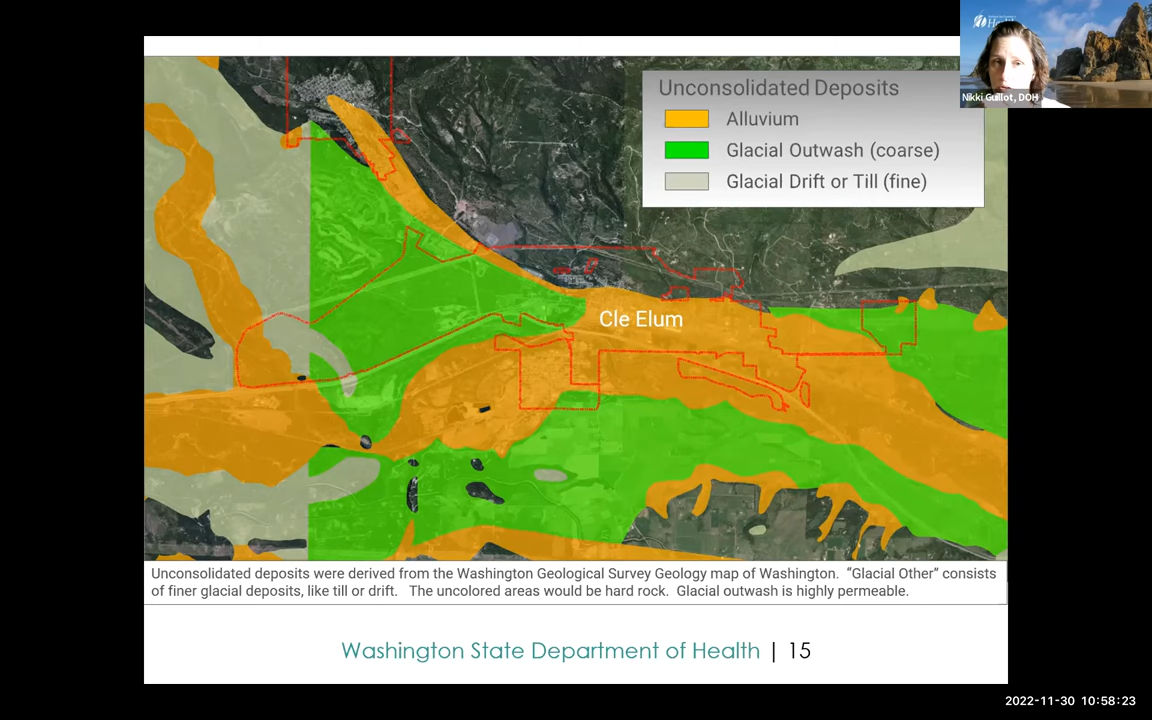 Health
Nikki Guillot, DOH
Unconsolidated Deposits
Alluvium
Glacial Outwash (coarse)
Glacial Drift or Till (fine)
Cle Elum
Unconsolidated deposits were derived from the Washington Geological Survey Geology map of Washington. “Glacial Other” consists
of finer glacial deposits, like till or drift. The uncolored areas would be hard rock. Glacial outwash is highly permeable.
Washington State Department of Health | 15
2022-11-30 10:58:23